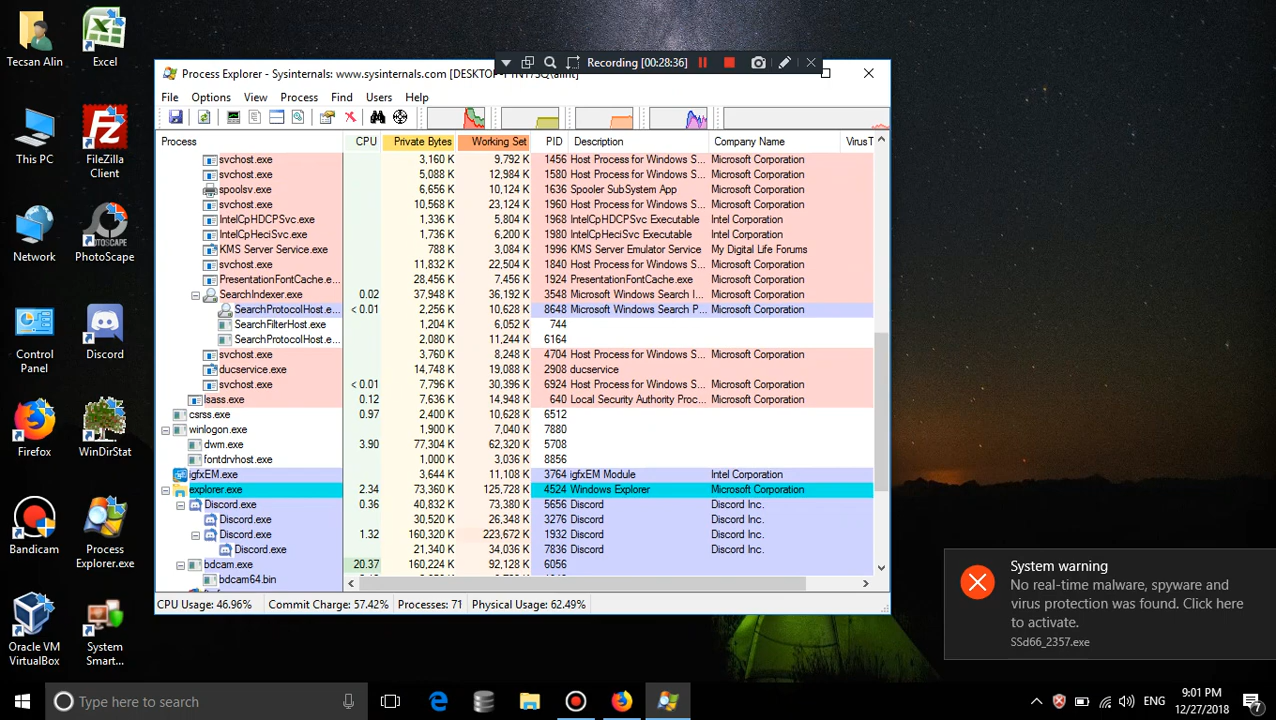 Tecsan Alin
Excel
This PC
FileZilla
Client
Network
PhotoScape
Control
Panel
Discord
Firefox
WinDirStat
Bandicam
Process
Explorer.exe
Oracle VM
VirtualBox
System
Smart...
Recording [00:28:36]
Process Explorer - Sysinternals: www.sysinternals.com
File Options View Process Find Users Help
Process CPU Private Bytes Working Set PID Description Company Name VirusT
svchost.exe 3,160 K 9,792 K 1456 Host Process for Windows S... Microsoft Corporation
svchost.exe 5,088 K 12,984 K 1580 Host Process for Windows S... Microsoft Corporation
spoolsv.exe 6,656 K 10,124 K 1636 Spooler SubSystem App Microsoft Corporation
svchost.exe 10,568 K 23,124 K 1960 Host Process for Windows S... Microsoft Corporation
IntelCpHDCPSvc.exe 1,336 K 5,804 K 1968 IntelCpHeciSvc Executable Intel Corporation
IntelCpHeciSvc.exe 1,736 K 6,200 K 1980 IntelCpHeciSvc Executable Intel Corporation
KMS Server Service.exe 788 K 3,084 K 1996 KMS Server Emulator Service My Digital Life Forums
svchost.exe 11,832 K 22,504 K 1840 Host Process for Windows S... Microsoft Corporation
PresentationFontCache.exe 28,456 K 7,456 K 1924 PresentationFontCache.exe Microsoft Corporation
SearchIndexer.exe 0.02 37,948 K 36,192 K 3548 Microsoft Windows Search I... Microsoft Corporation
SearchProtocolHost.e... < 0.01 2,256 K 10,628 K 8648 Microsoft Windows Search P... Microsoft Corporation
SearchFilterHost.exe 1,204 K 6,052 K 744
SearchProtocolHost.e... 2,080 K 11,244 K 6164
svchost.exe 3,760 K 8,248 K 4704 Host Process for Windows S... Microsoft Corporation
ducservice.exe 14,748 K 19,088 K 2908 ducservice
svchost.exe < 0.01 7,796 K 30,396 K 6924 Host Process for Windows S... Microsoft Corporation
lsass.exe 0.12 7,636 K 14,948 K 640 Local Security Authority Proc... Microsoft Corporation
csrss.exe 0.97 2,400 K 10,628 K 6512
winlogon.exe 1,900 K 7,040 K 7880
dwm.exe 3.90 77,304 K 62,320 K 5708
fontdrvhost.exe 1,000 K 3,036 K 8856
igfxEM.exe 3,644 K 11,108 K 3764 igfxEM Module Intel Corporation
explorer.exe 2.34 73,360 K 125,728 K 4524 Windows Explorer Microsoft Corporation
Discord.exe 0.36 40,832 K 73,380 K 5656 Discord Discord Inc.
Discord.exe 30,520 K 26,348 K 3276 Discord Discord Inc.
Discord.exe 1.32 160,320 K 223,672 K 1932 Discord Discord Inc.
Discord.exe 21,340 K 34,036 K 7836 Discord Discord Inc.
bdcam.exe 20.37 160,224 K 92,128 K 6056
bdcam64.bin
CPU Usage: 46.96% Commit Charge: 57.42% Processes: 71 Physical Usage: 62.49%
System warning
No real-time malware, spyware and
virus protection was found. Click here
to activate.
SSd66_2357.exe
Type here to search
ENG
9:01 PM
12/27/2018
7